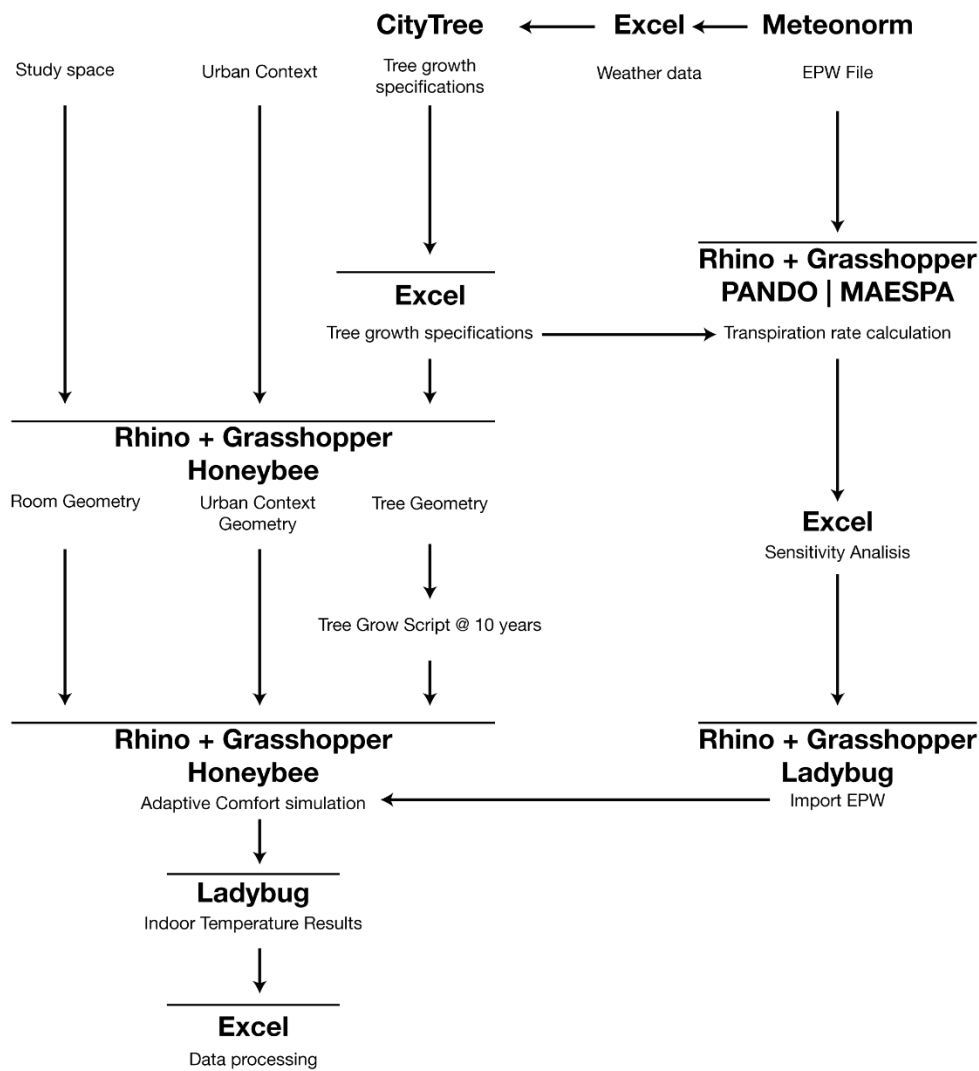 CityTree
Excel
Meteonorm
Study space
Urban Context
Tree growth
specifications
Weather data
EPW File
Rhino + Grasshopper
PANDO | MAESPA
Excel
Tree growth specifications
Transpiration rate calculation
Rhino + Grasshopper
Honeybee
Room Geometry
Urban Context
Geometry
Tree Geometry
Excel
Sensitivity Analisis
Tree Grow Script @ 10 years
Rhino + Grasshopper
Honeybee
Adaptive Comfort simulation
Rhino + Grasshopper
Ladybug
Import EPW
Ladybug
Indoor Temperature Results
Excel
Data processing